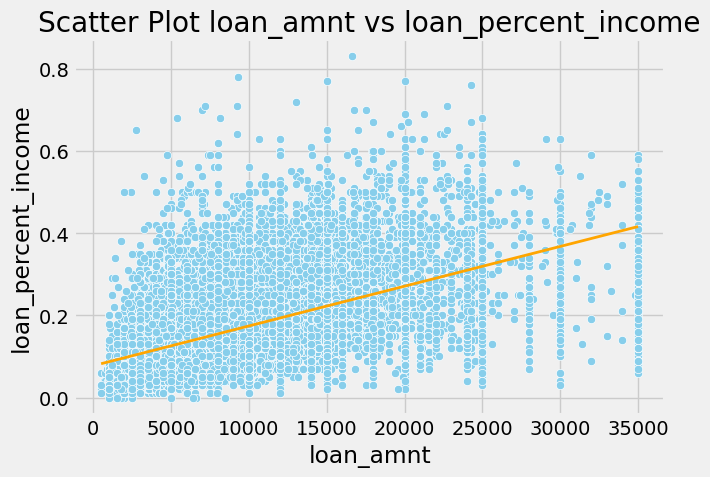 Scatter Plot loan_amnt vs loan_percent_income
loan_percent_income
0.8
0.6
0.4
0.2
0.0
0 5000 10000 15000 20000 25000 30000 35000
loan_amnt